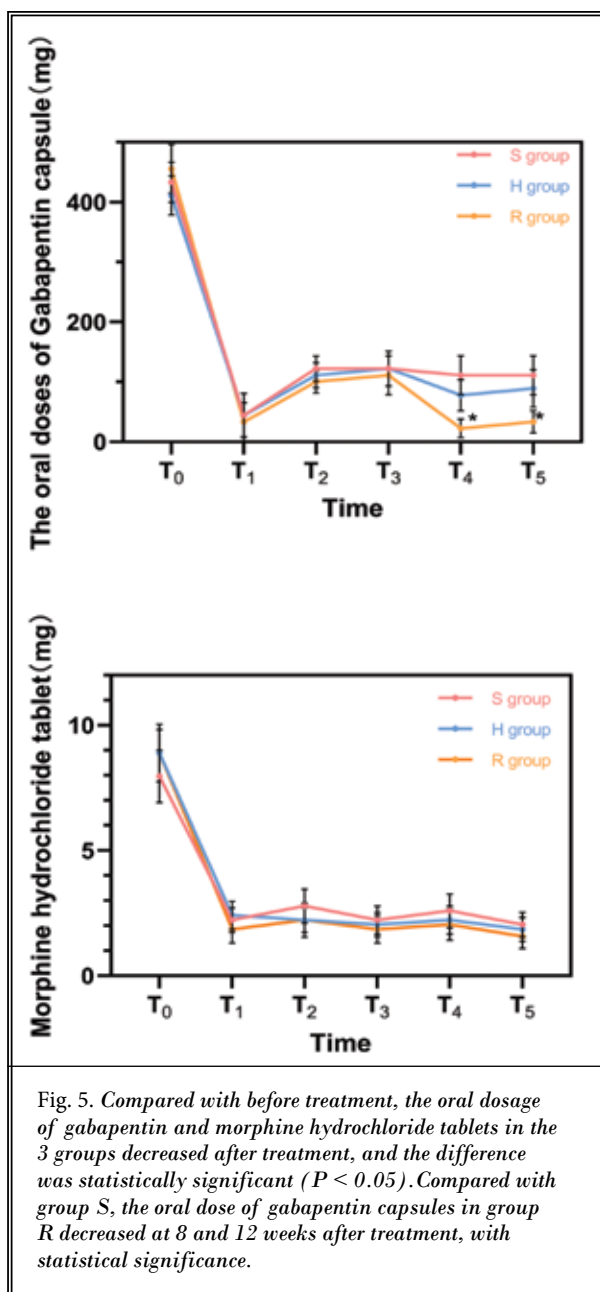 The oral doses of Gabapentin capsule(mg)
S group
H group
R group
400
200
0
*
*
T0 T1 T2 T3 T4 T5
Time
Morphine hydrochloride tablet(mg)
S group
H group
R group
10
5
0
T0 T1 T2 T3 T4 T5
Time
Fig. 5. Compared with before treatment, the oral dosage
of gabapentin and morphine hydrochloride tablets in the
3 groups decreased after treatment, and the difference
was statistically significant (P < 0.05).Compared with
group S, the oral dose of gabapentin capsules in group
R decreased at 8 and 12 weeks after treatment, with
statistical significance.